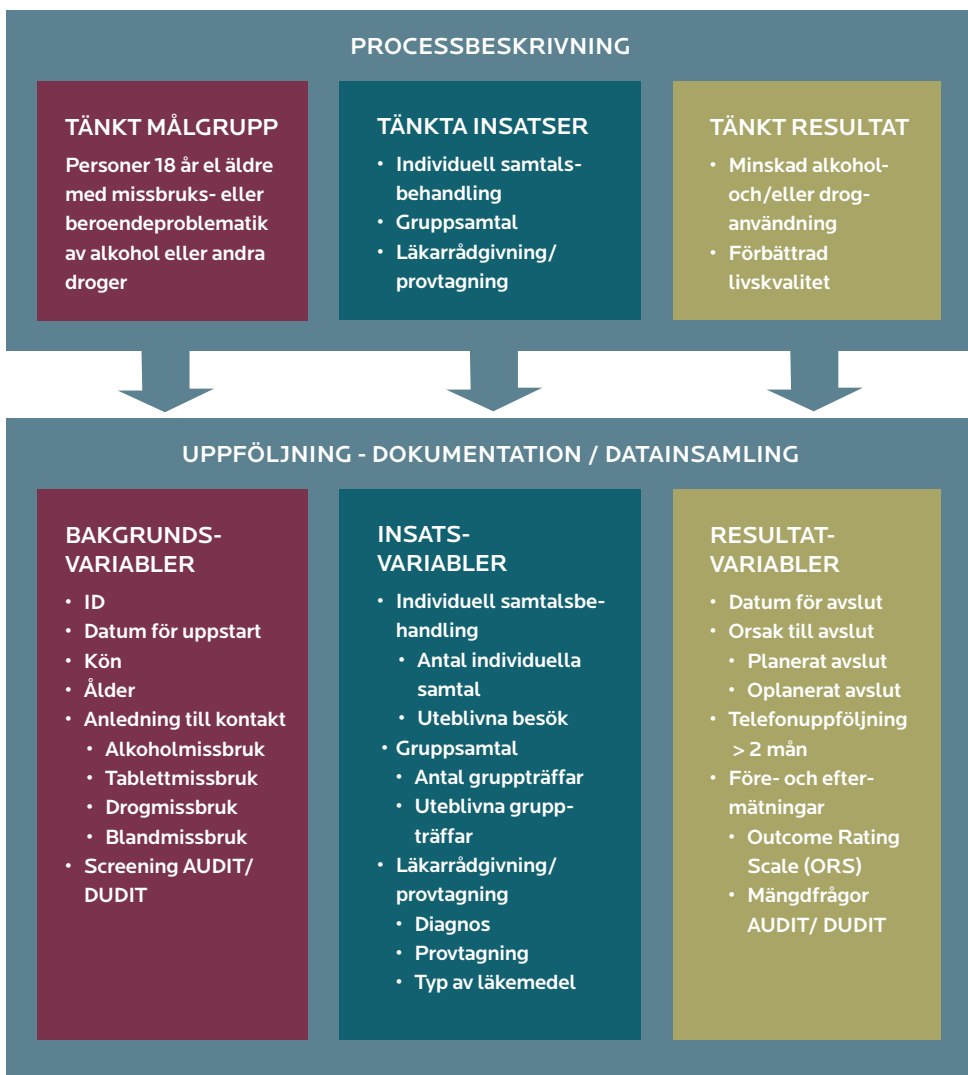 PROCESSBESKRIVNING
TÄNKT MÅLGRUPP
Personer 18 år el äldre
med missbruks- eller
beroendeproblematik
av alkohol eller andra
droger
TÄNKTA INSATSER
• Individuell samtals-
behandling
• Gruppsamtal
• Läkarrådgivning/
provtagning
TÄNKT RESULTAT
• Minskad alkohol-
och/eller drog-
användning
• Förbättrad
livskvalitet
UPPFÖLJNING - DOKUMENTATION / DATAINSAMLING
BAKGRUNDS-
VARIABLER
• ID
• Datum för uppstart
• Kön
• Ålder
• Anledning till kontakt
• Alkoholmissbruk
• Tablettmissbruk
• Drogmissbruk
• Blandmissbruk
• Screening AUDIT/
DUDIT
INSATS-
VARIABLER
• Individuell samtalsbe-
handling
• Antal individuella
samtal
• Uteblivna besök
• Gruppsamtal
• Antal gruppträffar
• Uteblivna grupp-
träffar
• Läkarrådgivning/
provtagning
• Diagnos
• Provtagning
• Typ av läkemedel
RESULTAT-
VARIABLER
• Datum för avslut
• Orsak till avslut
• Planerat avslut
• Oplanerat avslut
• Telefonuppföljning
> 2 mån
• Före- och efter-
mätningar
• Outcome Rating
Scale (ORS)
• Mängdfrågor
AUDIT/ DUDIT